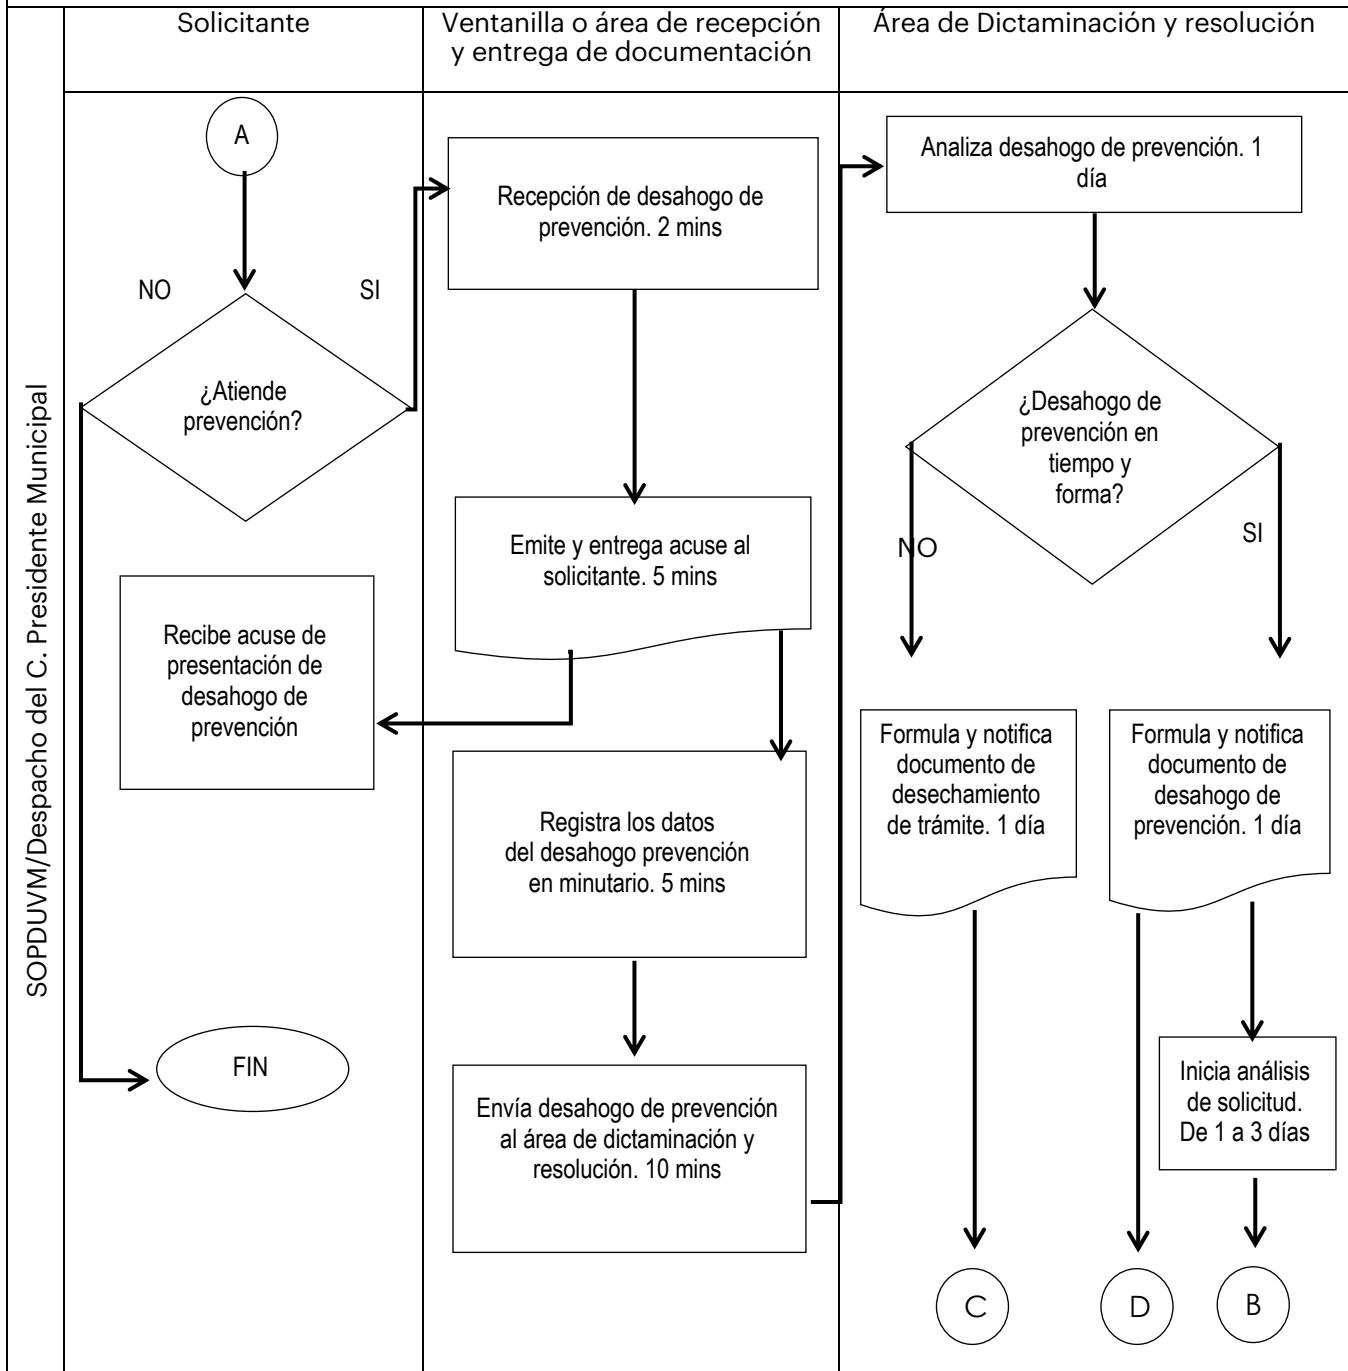 Solicitante
Ventanilla o área de recepción
y entrega de documentación
Área de Dictaminación y resolución
SOPDUVM/Despacho del C. Presidente Municipal
A
NO
SI
¿Atiende
prevención?
Recibe acuse de
presentación de
desahogo de
prevención
FIN
Recepción de desahogo de
prevención. 2 mins
Emite y entrega acuse al
solicitante. 5 mins
Registra los datos
del desahogo prevención
en minutario. 5 mins
Envía desahogo de prevención
al área de dictaminación y
resolución. 10 mins
Analiza desahogo de prevención. 1
día
¿Desahogo de
prevención en
tiempo y
forma?
NO
SI
Formula y notifica
documento de
desechamiento
de trámite. 1 día
Formula y notifica
documento de
desahogo de
prevención. 1 día
Inicia análisis
de solicitud.
De 1 a 3 días
C
D
B